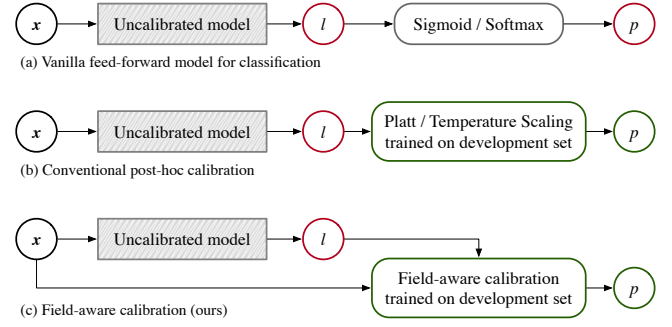 x
Uncalibrated model
l
Sigmoid / Softmax
p
(a) Vanilla feed-forward model for classification
x
Uncalibrated model
l
Platt / Temperature Scaling
trained on development set
p
(b) Conventional post-hoc calibration
x
Uncalibrated model
l
Field-aware calibration
trained on development set
p
(c) Field-aware calibration (ours)